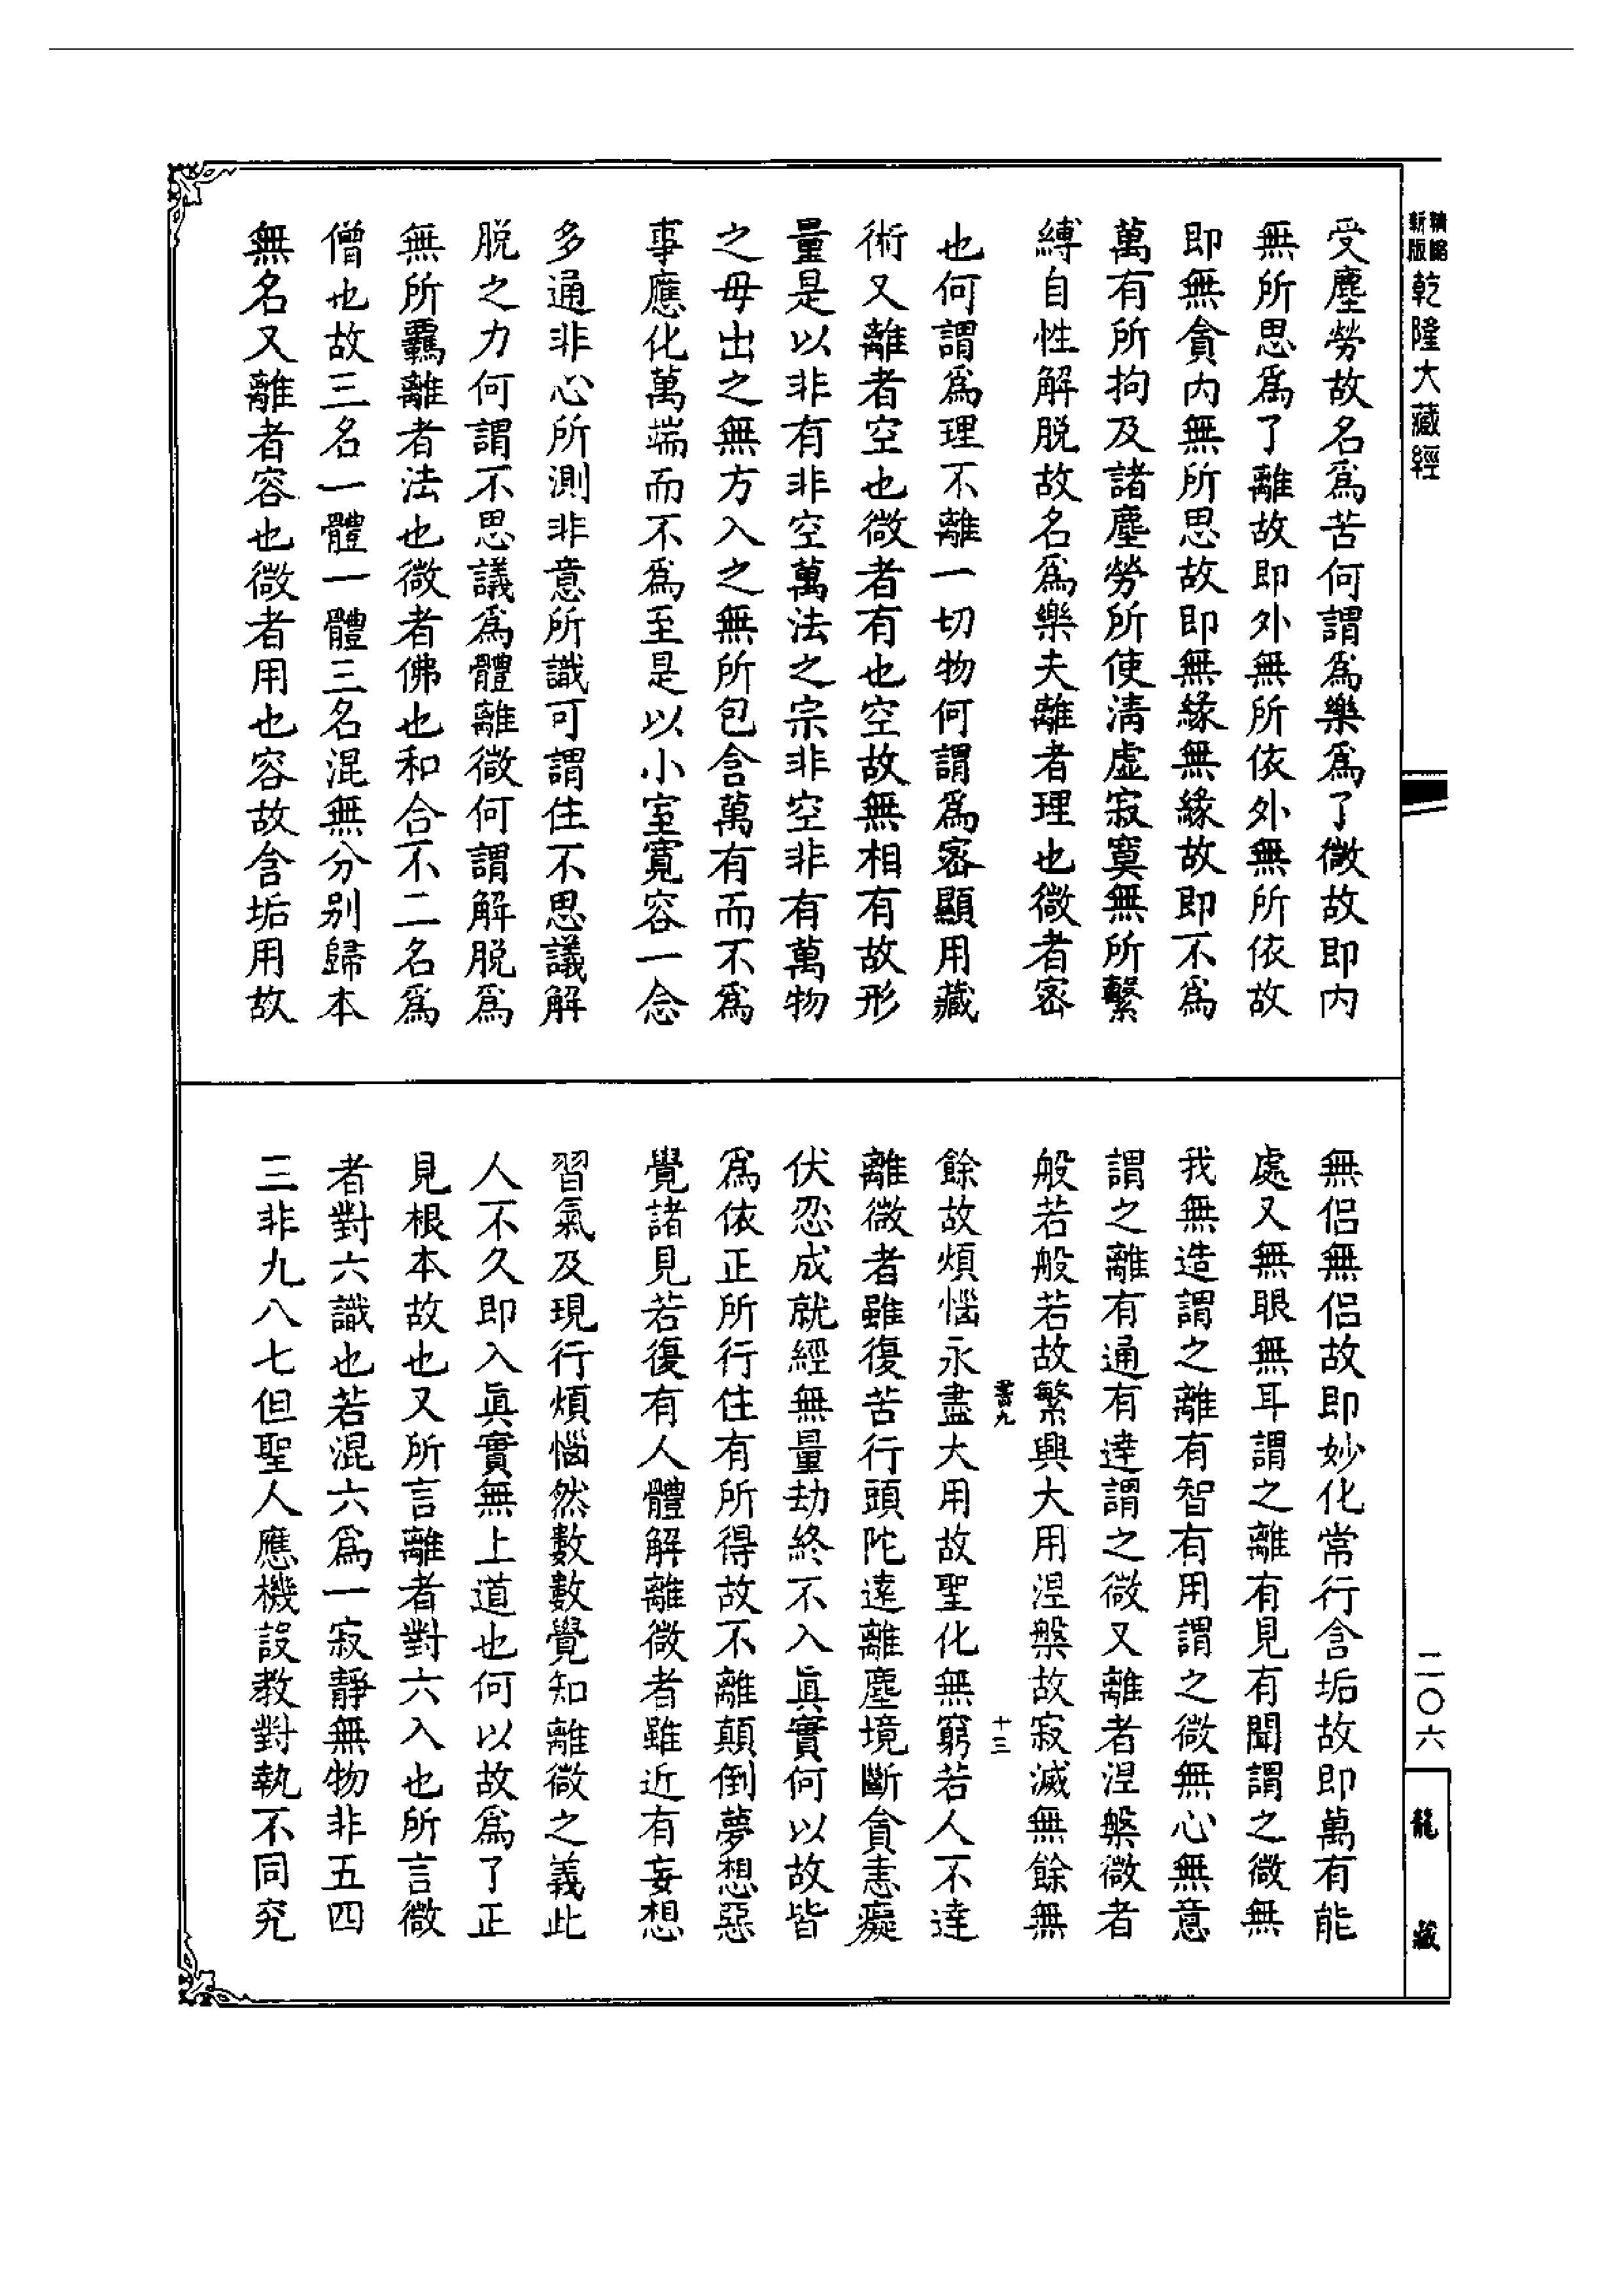 新版
精縮
乾隆大藏經
受塵勞故名爲苦何謂爲樂爲了微故即内
無所思爲了離故即外無所依外無所依故
即無貪内無所思故即無緣無緣故即不爲
萬有所拘及諸塵勞所使清虛寂寞無所繫
縛自性解脱故名爲樂夫離者理也微者密
也何謂爲理不離一切物何謂爲密顯用藏
術又離者空也微者有也空故無相有故形
量是以非有非空萬法之宗非空非有萬物
之母出之無方入之無所包含萬有而不爲
事應化萬端而不爲至是以小室寬容一念
多通非心所測非意所識可謂住不思議解
脱之力何謂不思議爲體離微何謂解脱爲
無所羈離者法也微者佛也和合不二名爲
僧也故三名一體一體三名混無分别歸本
無名又離者容也微者用也容故含垢用故
無侣無侣故即妙化常行含垢故即萬有能
處又無眼無耳謂之離有見有聞謂之微無
我無造謂之離有智有用謂之微無心無意
謂之離有通有達謂之微又離者涅槃微者
般若般若故繁興大用涅槃故寂滅無餘無
書九
十三
餘故煩惱永盡大用故聖化無窮若人不達
離微者雖復苦行頭陀遠離塵境斷貪恚癡
伏忍成就經無量劫終不入眞實何以故皆
爲依正所行住有所得故不離顛倒夢想惡
覺諸見若復有人體解離微者雖近有妄想
習氣及現行煩惱然數數覺知離微之義此
人不久即入眞實無上道也何以故爲了正
見根本故也又所言離者對六入也所言微
者對六識也若混六爲一寂靜無物非五四
三非九八七但聖人應機設教對執不同究
二〇六
龍藏